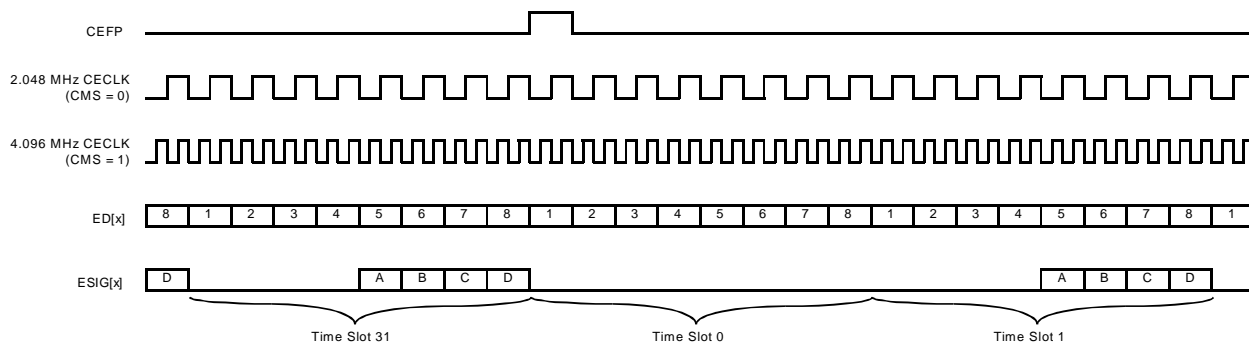 CEFP
2.048 MHz CECLK
(CMS = 0)
4.096 MHz CECLK
(CMS = 1)
ED[x] 8 1 2 3 4 5 6 7 8 1 2 3 4 5 6 7 8 1 2 3 4 5 6 7 8 1
ESIG[x] D A B C D A B C D
Time Slot 31 Time Slot 0 Time Slot 1